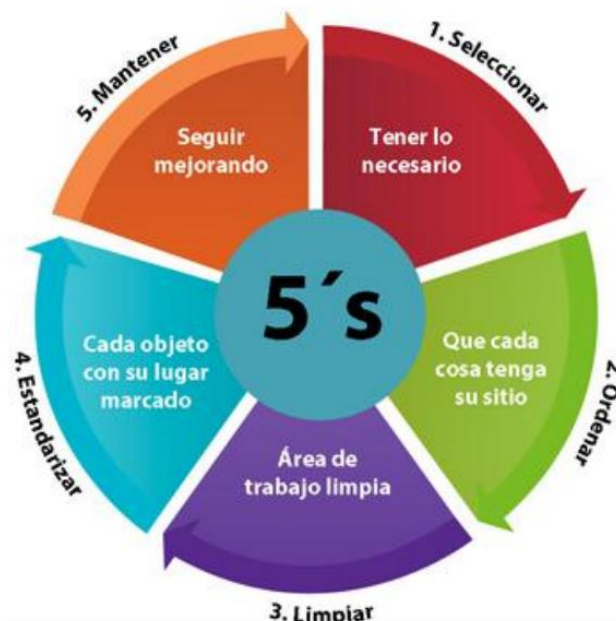 1. Seleccionar
Tener lo
necesario
2. Ordenar
Que cada
cosa tenga
su sitio
3. Limpiar
Área de
trabajo limpia
4. Estandarizar
Cada objeto
con su lugar
marcado
5. Mantener
Seguir
mejorando
5´s